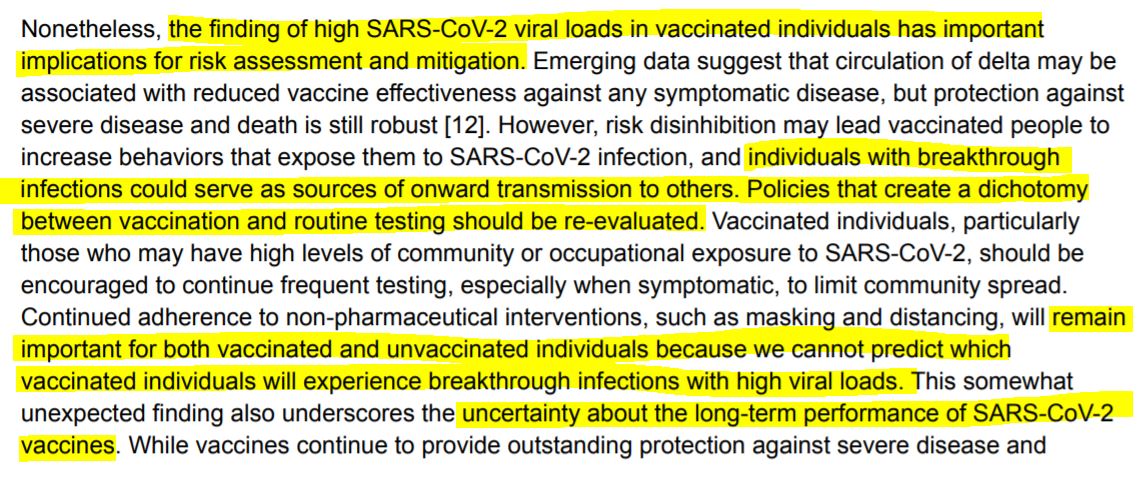 Nonetheless, the finding of high SARS-CoV-2 viral loads in vaccinated individuals has important
implications for risk assessment and mitigation. Emerging data suggest that circulation of delta may be
associated with reduced vaccine effectiveness against any symptomatic disease, but protection against
severe disease and death is still robust [12]. However, risk disinhibition may lead vaccinated people to
increase behaviors that expose them to SARS-CoV-2 infection, and individuals with breakthrough
infections could serve as sources of onward transmission to others. Policies that create a dichotomy
between vaccination and routine testing should be re-evaluated. Vaccinated individuals, particularly
those who may have high levels of community or occupational exposure to SARS-CoV-2, should be
encouraged to continue frequent testing, especially when symptomatic, to limit community spread.
Continued adherence to non-pharmaceutical interventions, such as masking and distancing, will remain
important for both vaccinated and unvaccinated individuals because we cannot predict which
vaccinated individuals will experience breakthrough infections with high viral loads. This somewhat
unexpected finding also underscores the uncertainty about the long-term performance of SARS-CoV-2
vaccines. While vaccines continue to provide outstanding protection against severe disease and